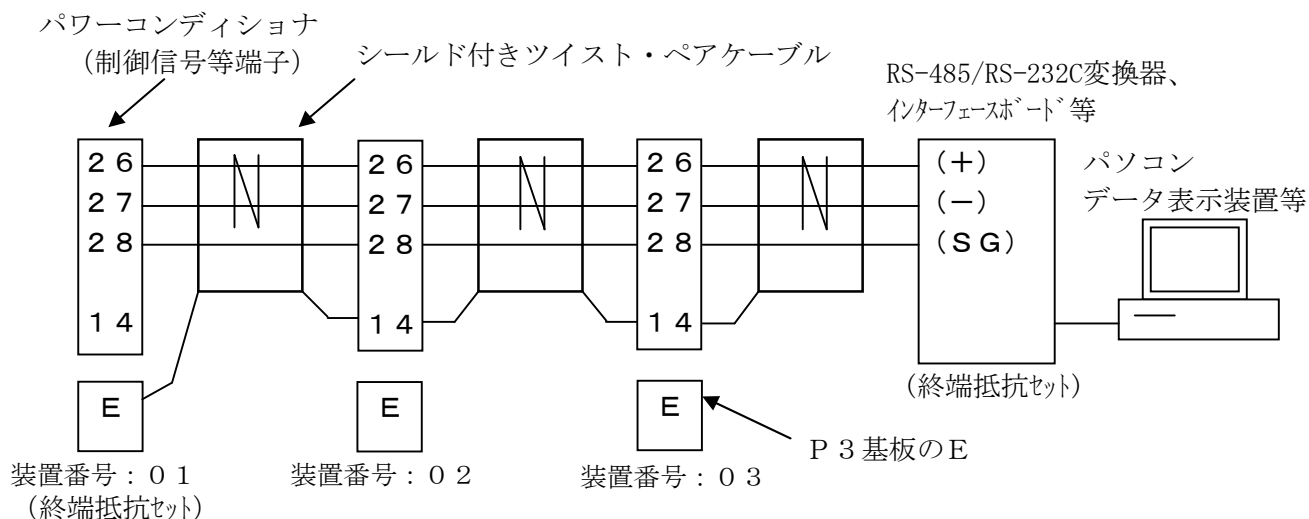 パワーコンディショナ
(制御信号等端子)
シールド付きツイスト・ペアケーブル
RS-485/RS-232C変換器、
インターフェースボード等
26
27
28
14
26
27
28
14
26
27
28
14
(+)
(-)
(SG)
パソコン
データ表示装置等
(終端抵抗セット)
E
E
E
P3基板のE
装置番号:01
(終端抵抗セット)
装置番号:02
装置番号:03